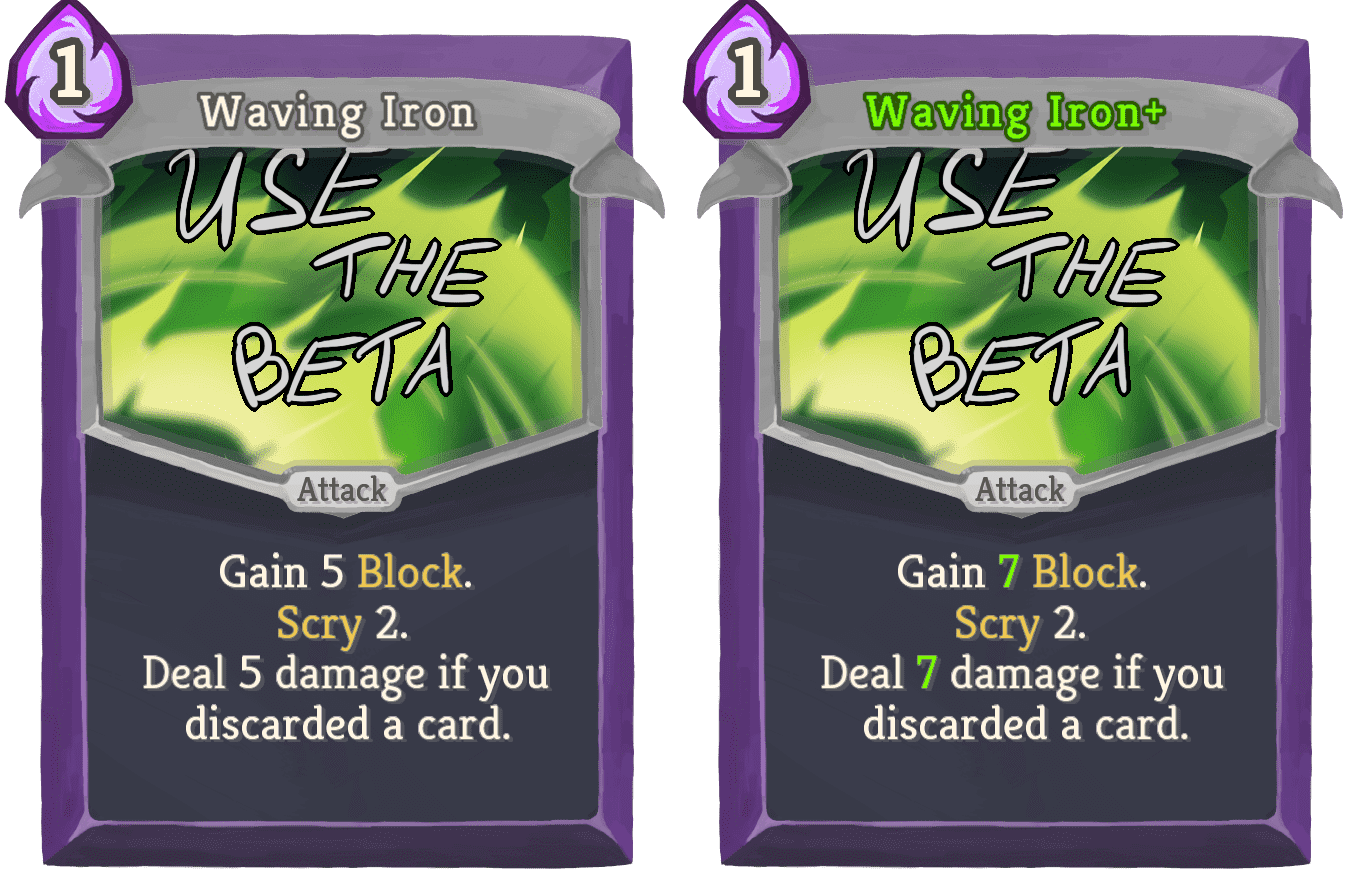 1
Waving Iron
USE
THE
BETA
Attack
Gain 5 Block.
Scry 2.
Deal 5 damage if you
discarded a card.
1
Waving Iron+
USE
THE
BETA
Attack
Gain 7 Block.
Scry 2.
Deal 7 damage if you
discarded a card.